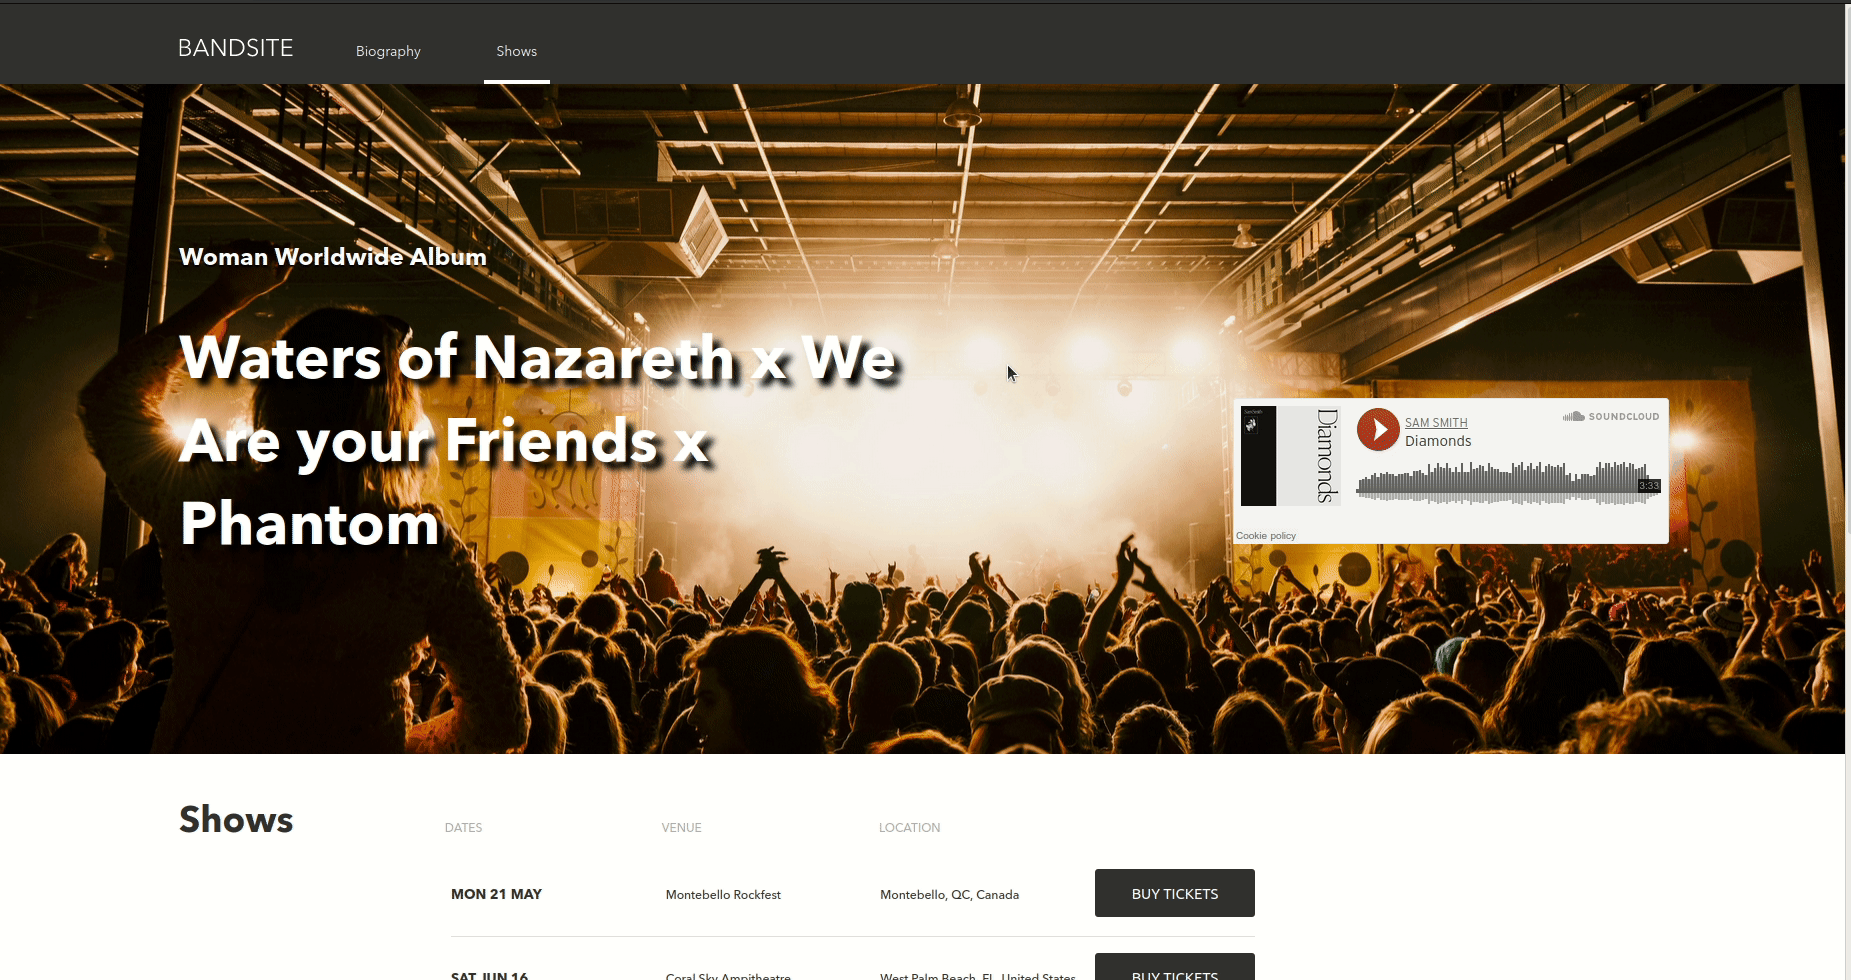 BANDSITE
Biography
Shows
Woman Worldwide Album
Waters of Nazareth x We
Are your Friends x
Phantom
Diamonds
SAM SMITH
Diamonds
SOUNDCLOUD
3:33
Cookie policy
Shows
DATES
VENUE
LOCATION
MON 21 MAY
Montebello Rockfest
Montebello, QC, Canada
BUY TICKETS
SAT JUN 16
Coral Sky Ampitheatre
West Palm Beach, FL, United States
BUY TICKETS